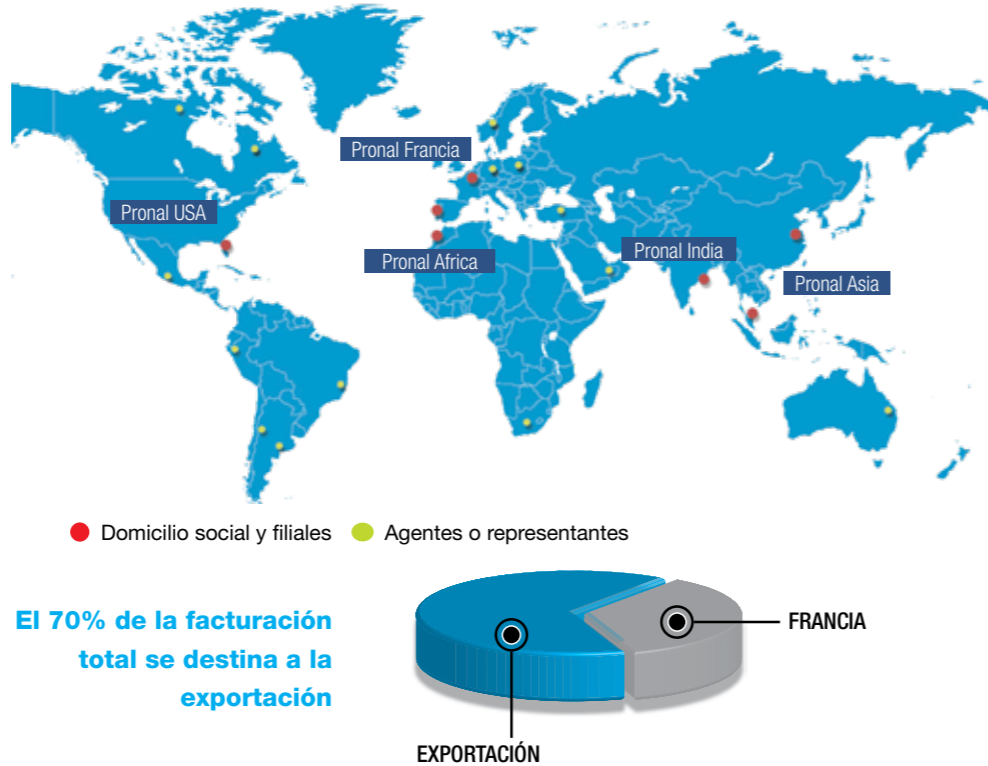 Pronal Francia
Pronal USA
Pronal Africa
Pronal India
Pronal Asia
Domicilio social y filiales
Agentes o representantes
El 70% de la facturación
total se destina a la
exportación
FRANCIA
EXPORTACIÓN